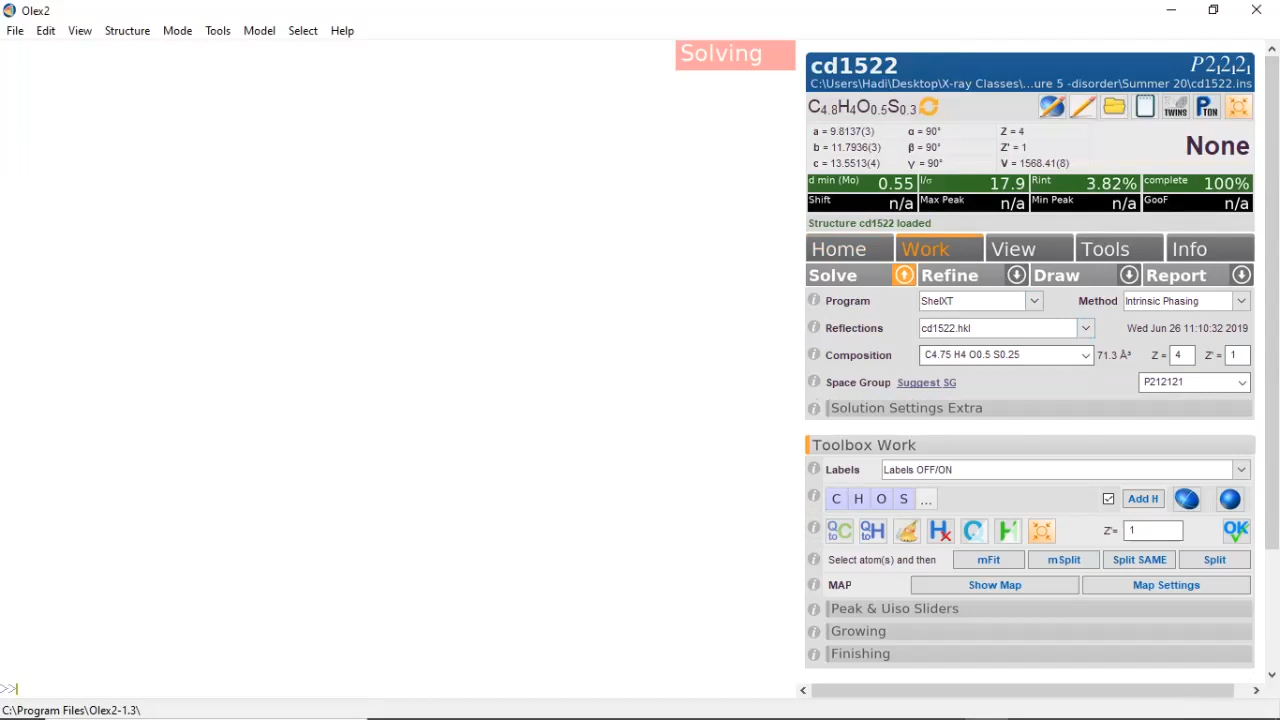 Olex2
File Edit View Structure Mode Tools Model Select Help
Solving
cd1522 P2₁2₁2₁
C:\Users\Hadi\Desktop\X-ray Classes\...ure 5 -disorder\Summer 20\cd1522.ins
C4.8H4O0.5S0.3 TWINS PTON
a = 9.8137(3) α = 90° Z = 4
b = 11.7936(3) β = 90° Z' = 1 None
c = 13.5513(4) γ = 90° V = 1568.41(8)
d min (Mo) 0.55 I/σ 17.9 Rint 3.82% complete 100%
Shift n/a Max Peak n/a Min Peak n/a GooF n/a
Structure cd1522 loaded
Home Work View Tools Info
Solve Refine Draw Report
Program ShelXT Method Intrinsic Phasing
Reflections cd1522.hkl Wed Jun 26 11:10:32 2019
Composition C4.75 H4 O0.5 S0.25 71.3 Å³ Z = 4 Z' = 1
Space Group Suggest SG P212121
Solution Settings Extra
Toolbox Work
Labels Labels OFF/ON
C H O S ... Add H
Q to C Q to H H Q H Z'= 1 OK
Select atom(s) and then mFit mSplit Split SAME Split
MAP Show Map Map Settings
Peak & Uiso Sliders
Growing
Finishing
>>
C:\Program Files\Olex2-1.3\